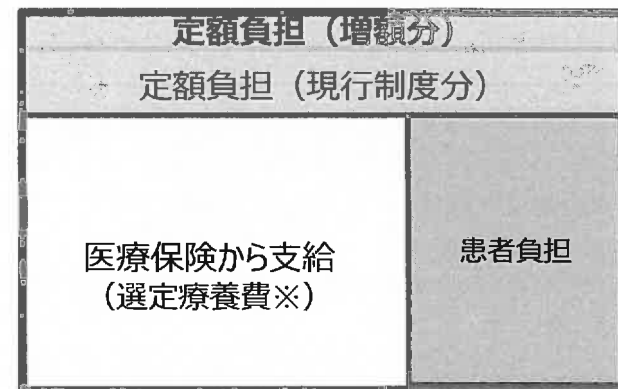 定額負担（増額分）
定額負担（現行制度分）
医療保険から支給
（選定療養費※）
患者負担